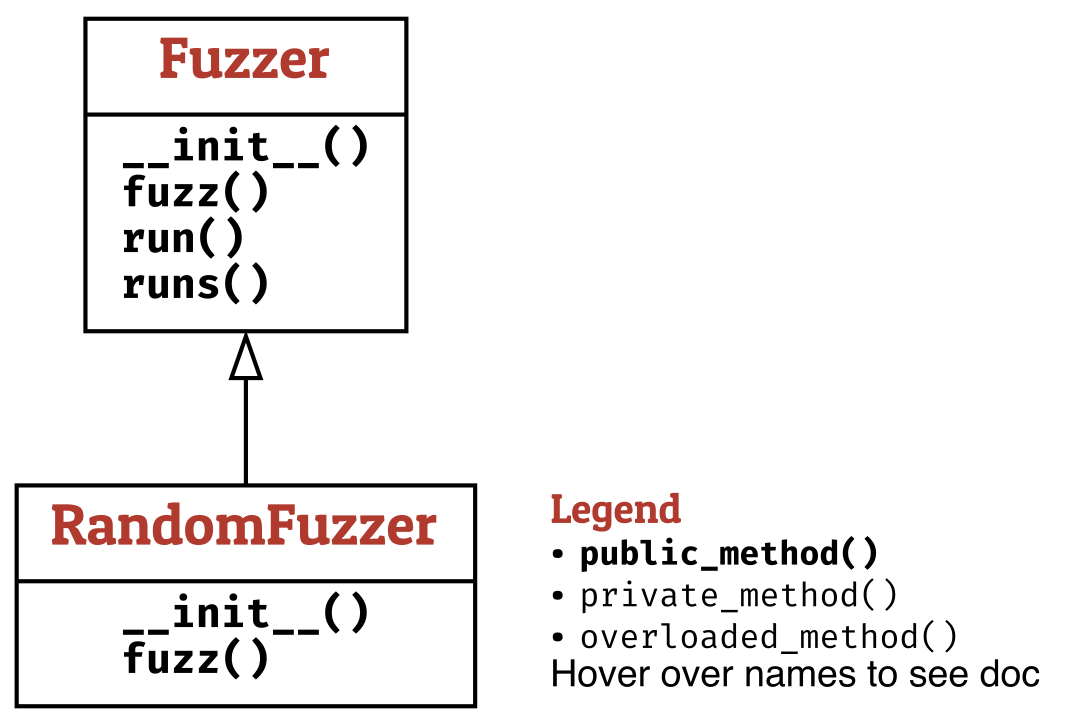 Fuzzer
__init__()
fuzz()
run()
runs()
RandomFuzzer
__init__()
fuzz()
Legend
• public_method()
• private_method()
• overloaded_method()
Hover over names to see doc